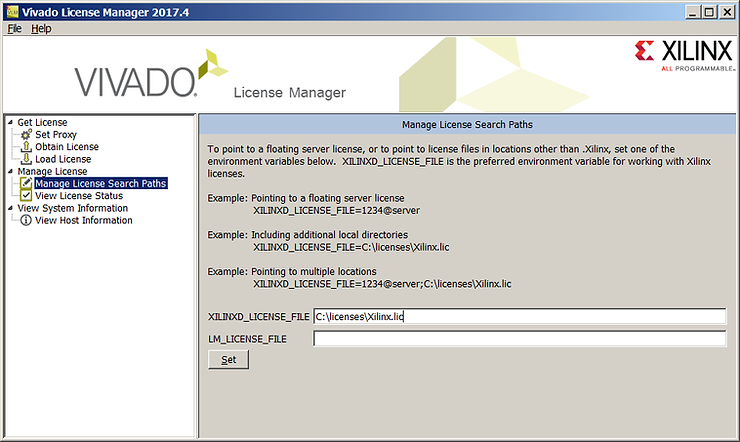 Vivado License Manager 2017.4
File Help
VIVADO. License Manager
XILINX
ALL PROGRAMMABLE™
Get License
Set Proxy
Obtain License
Load License
Manage License
Manage License Search Paths
View License Status
View System Information
View Host Information
Manage License Search Paths
To point to a floating server license, or to point to license files in locations other than .Xilinx, set one of the
environment variables below. XILINXD_LICENSE_FILE is the preferred environment variable for working with Xilinx
licenses.
Example: Pointing to a floating server license
XILINXD_LICENSE_FILE=1234@server
Example: Including additional local directories
XILINXD_LICENSE_FILE=C:\licenses\Xilinx.lic
Example: Pointing to multiple locations
XILINXD_LICENSE_FILE=1234@server;C:\licenses\Xilinx.lic
XILINXD_LICENSE_FILE C:\licenses\Xilinx.lic
LM_LICENSE_FILE
Set